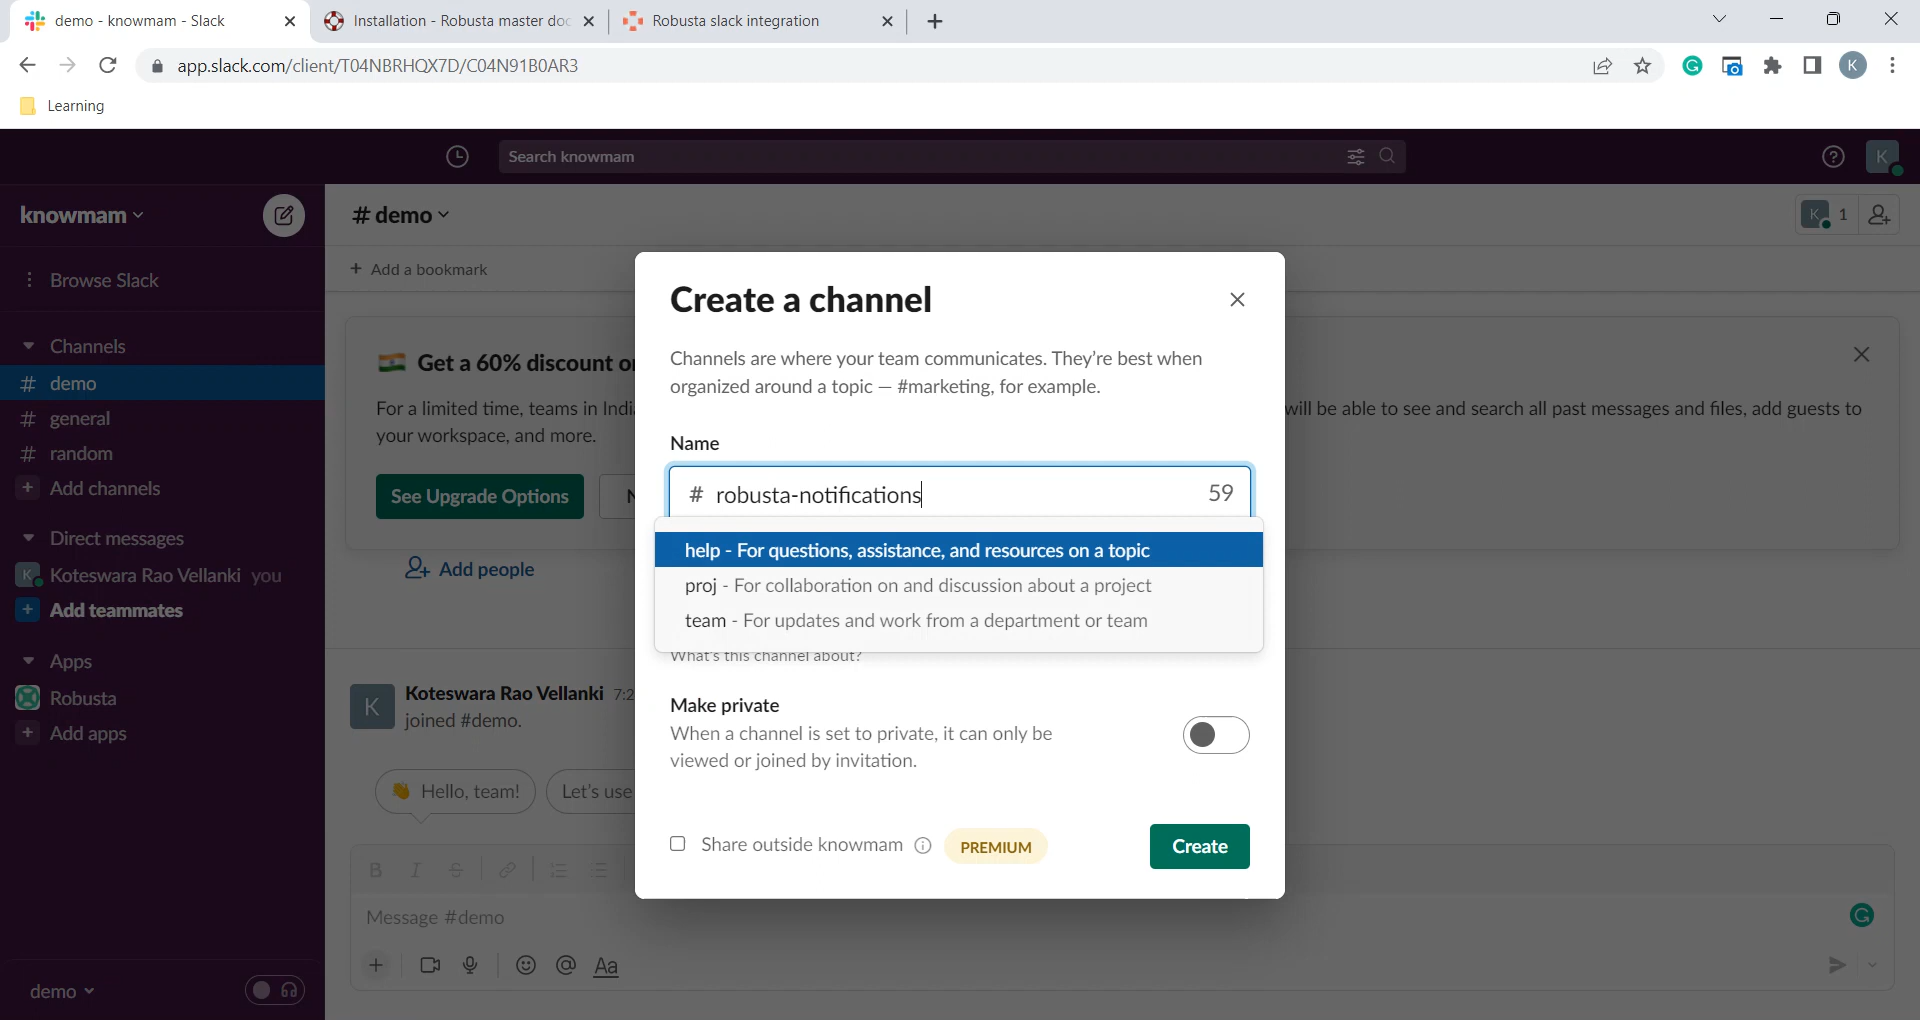 demo - knowmam - Slack
Installation - Robusta master doc
Robusta slack integration
app.slack.com/client/T04NBRHQX7D/C04N91B0AR3
K
Learning
Search knowmam
K
knowmam
# demo
K 1
Browse Slack
+ Add a bookmark
Channels
# demo
# general
# random
+ Add channels
Direct messages
K Koteswara Rao Vellanki you
+ Add teammates
Apps
Robusta
+ Add apps
demo
Get a 60% discount
For a limited time, teams in
will be able to see and search all past messages and files, add guests to
your workspace, and more.
See Upgrade Options
N
Add people
K
Koteswara Rao Vellanki 7:2
joined #demo.
Hello, team!
Let's use
B I S
Message #demo
Aa
Create a channel
Channels are where your team communicates. They're best when
organized around a topic — #marketing, for example.
Name
# robusta-notifications
59
help - For questions, assistance, and resources on a topic
proj - For collaboration on and discussion about a project
team - For updates and work from a department or team
What's this channel about?
Make private
When a channel is set to private, it can only be
viewed or joined by invitation.
Share outside knowmam
PREMIUM
Create